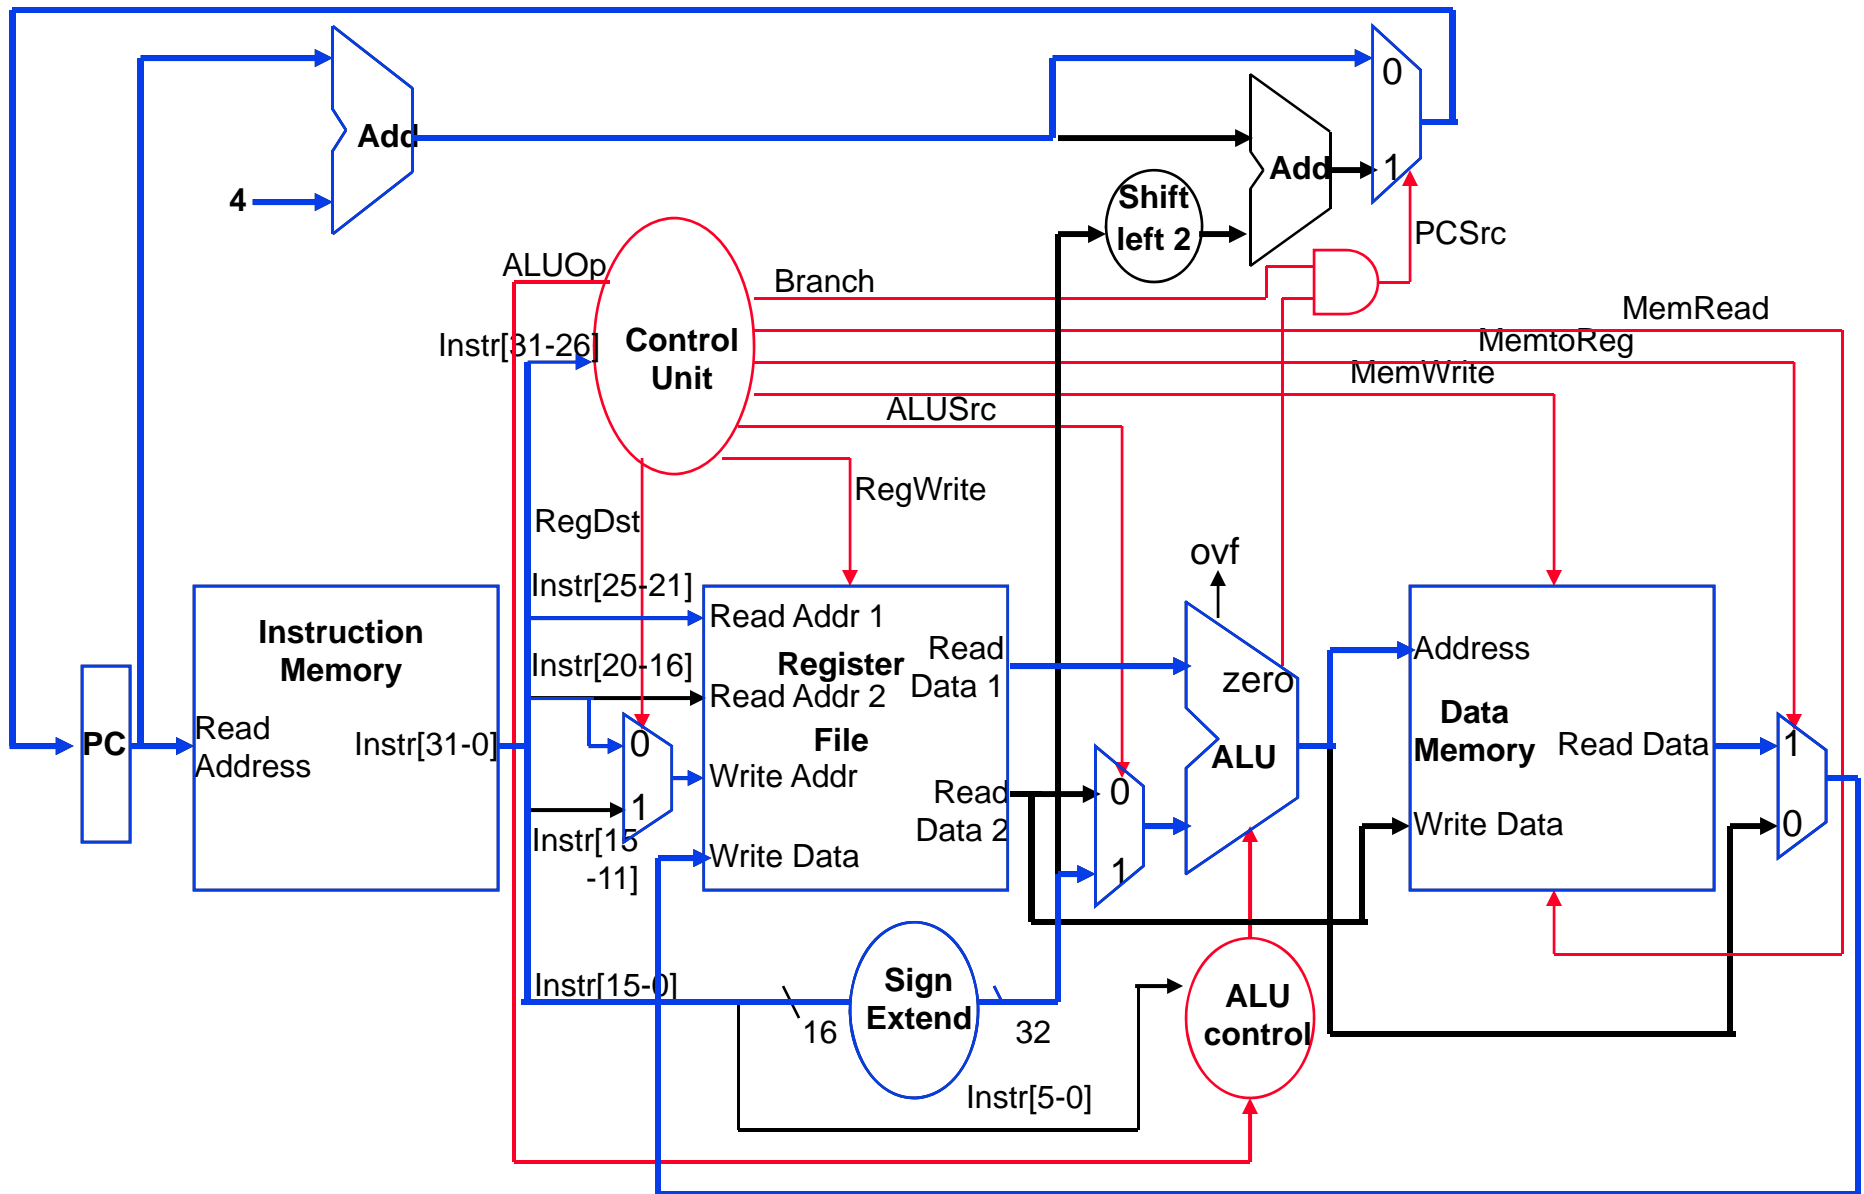 0
Add
Add
1
Shift
left 2
4
PCSrc
ALUOp
Branch
MemRead
Instr[31-26]
Control
Unit
MemtoReg
MemWrite
ALUSrc
RegWrite
RegDst
ovf
Instr[25-21]
Read Addr 1
Instruction
Memory
Instr[20-16]
Register
Read
Data 1
Address
Read Addr 2
zero
PC
Read
Address
Instr[31-0]
0
File
Data
Memory
Read Data
1
ALU
Write Addr
Read
Data 2
0
1
Instr[15
-11]
Write Data
Write Data
0
1
Instr[15-0]
Sign
Extend
16
32
ALU
control
Instr[5-0]